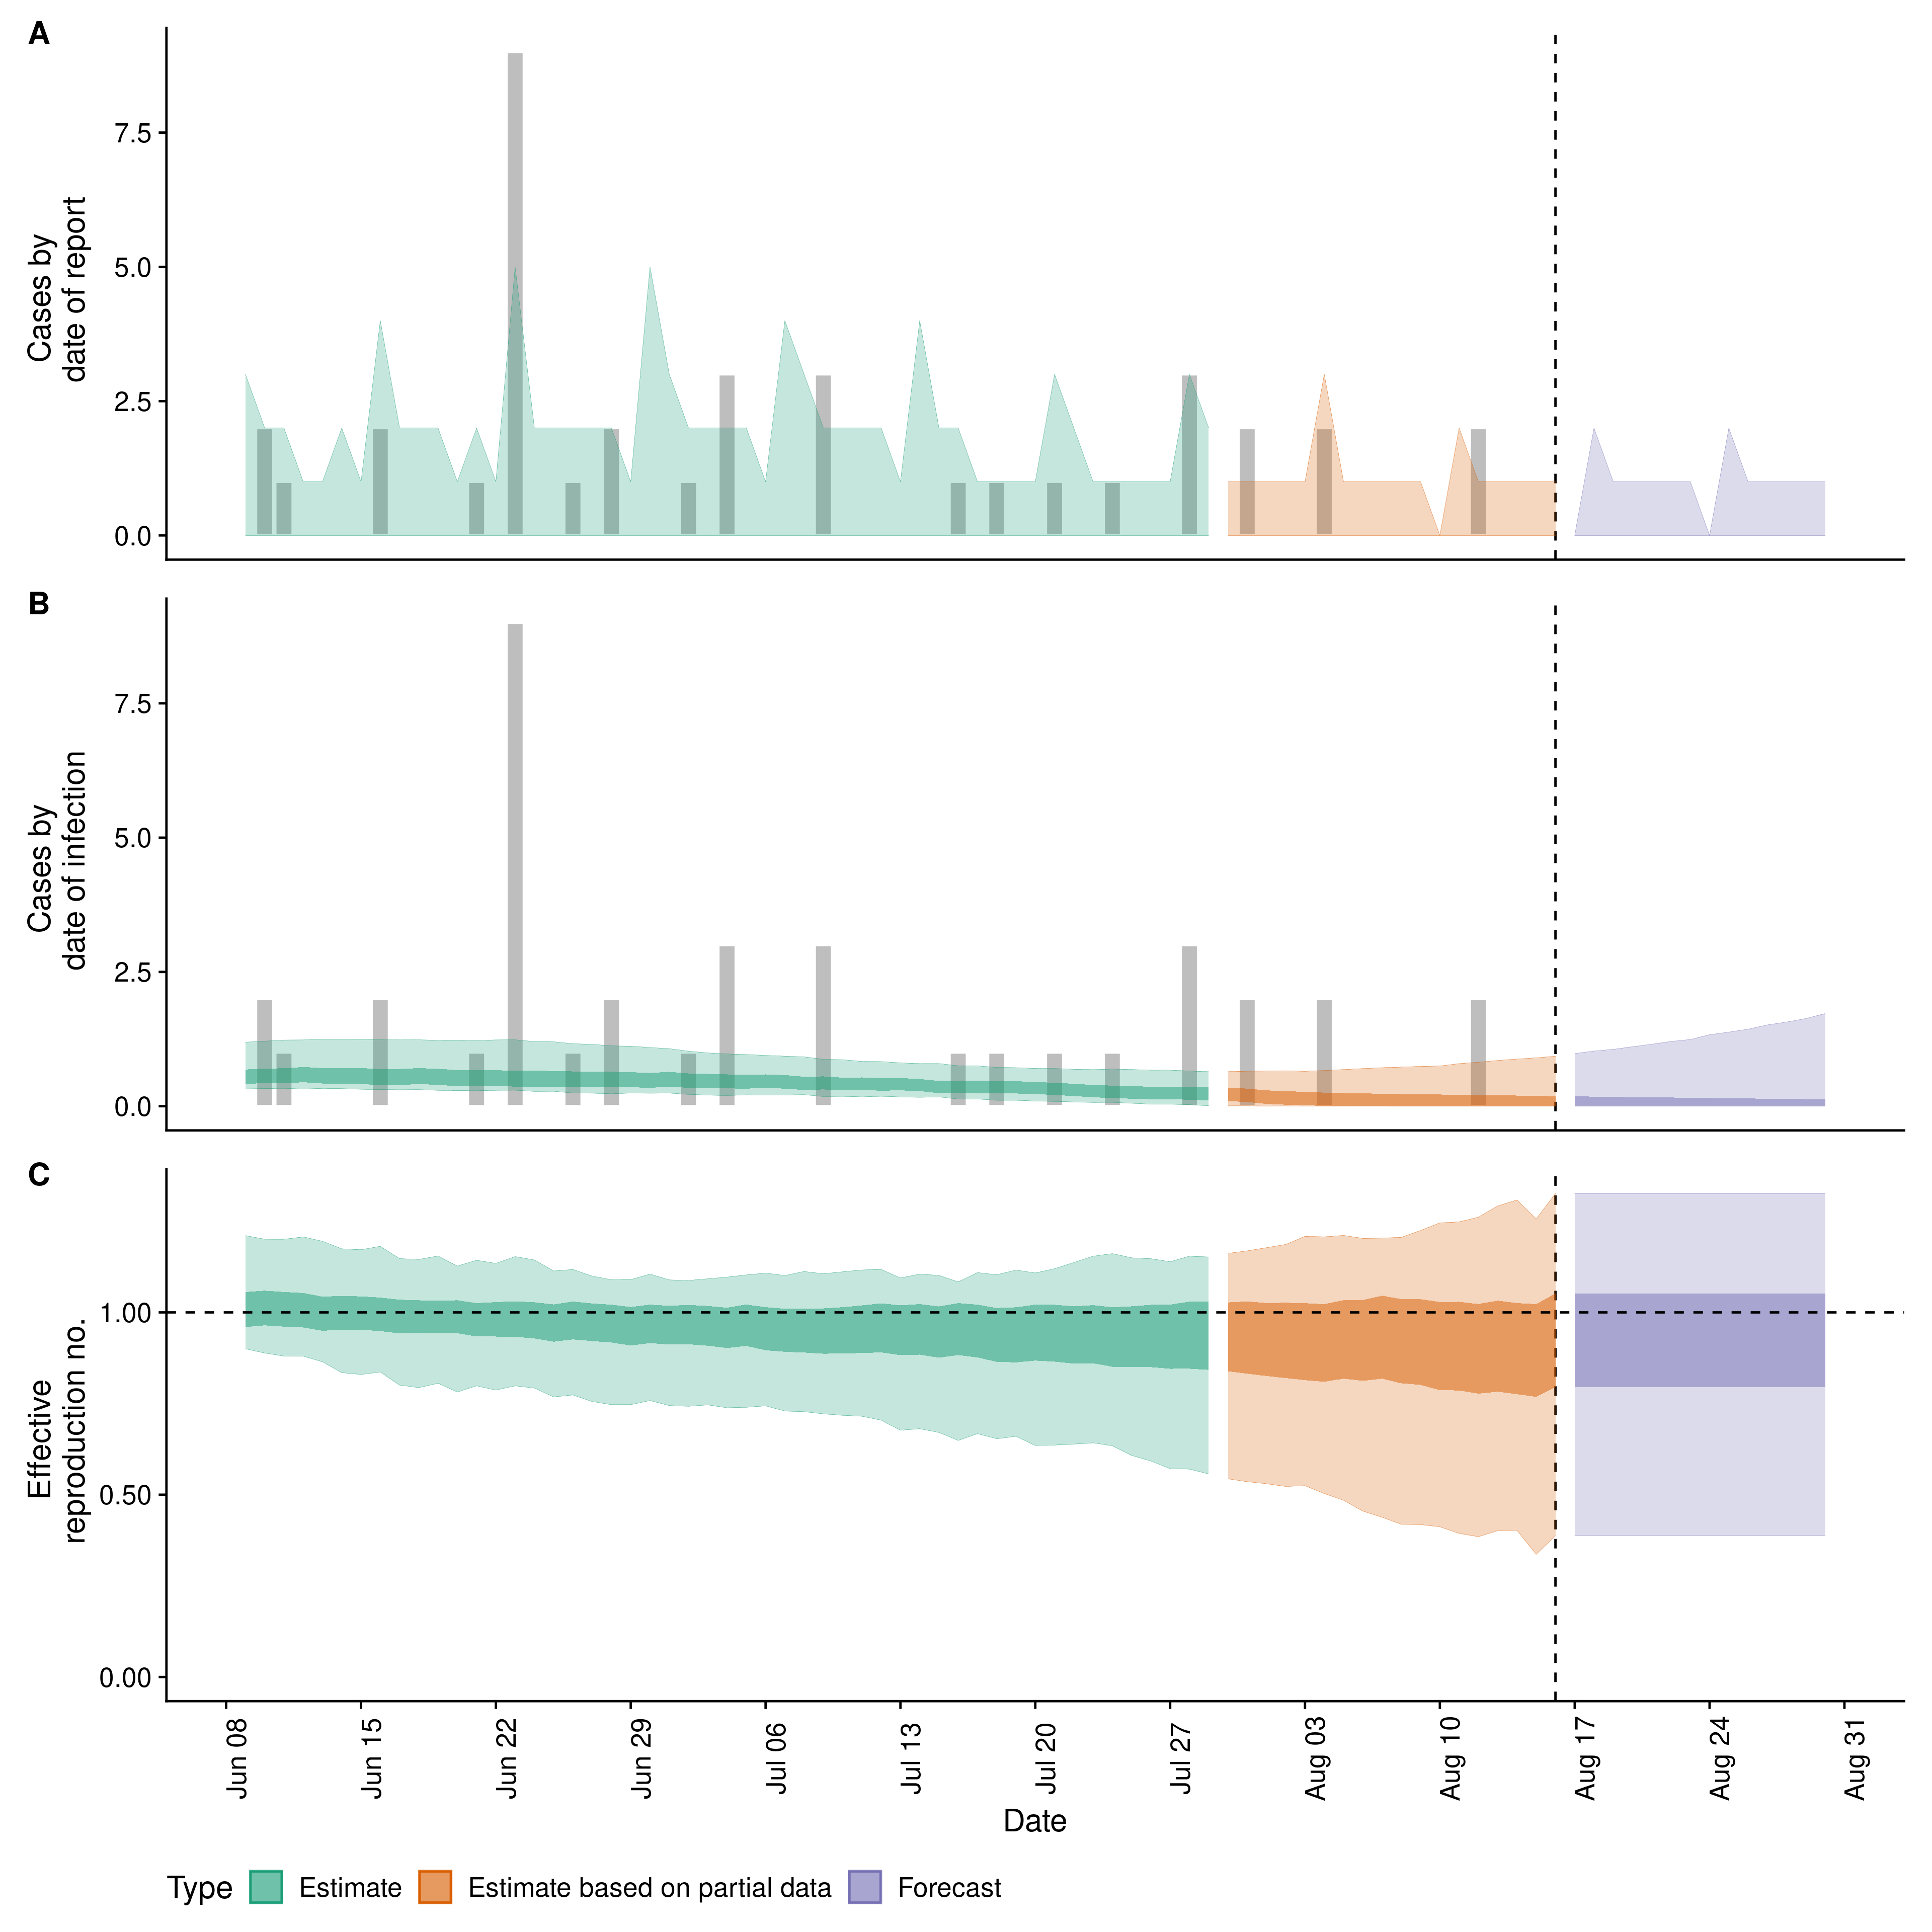 A
Cases by
date of report
7.5
5.0
2.5
0.0
B
Cases by
date of infection
7.5
5.0
2.5
0.0
C
Effective
reproduction no.
1.00
0.50
0.00
Jun 08
Jun 15
Jun 22
Jun 29
Jul 06
Jul 13
Jul 20
Jul 27
Aug 03
Aug 10
Aug 17
Aug 24
Aug 31
Date
Type Estimate Estimate based on partial data Forecast